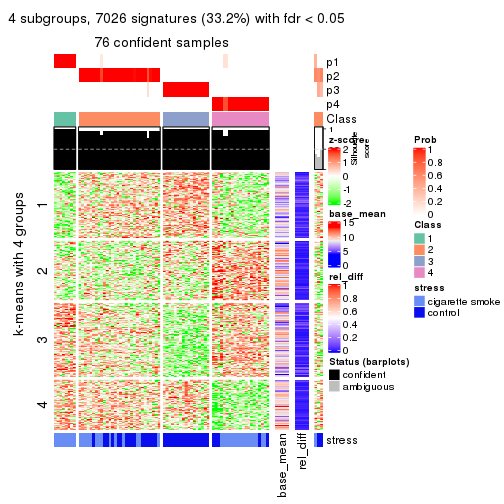 4 subgroups, 7026 signatures (33.2%) with fdr < 0.05
76 confident samples
p1
p2
p3
p4
Class
1
Silhouette
score
z-score
2
1
0
-1
-2
base_mean
15
10
5
0
rel_diff
1
0.8
0.6
0.4
0.2
0
Status (barplots)
confident
ambiguous
Prob
1
0.8
0.6
0.4
0.2
0
Class
1
2
3
4
stress
cigarette smoke
control
k-means with 4 groups
1
2
3
4
stress
base_mean
rel_diff